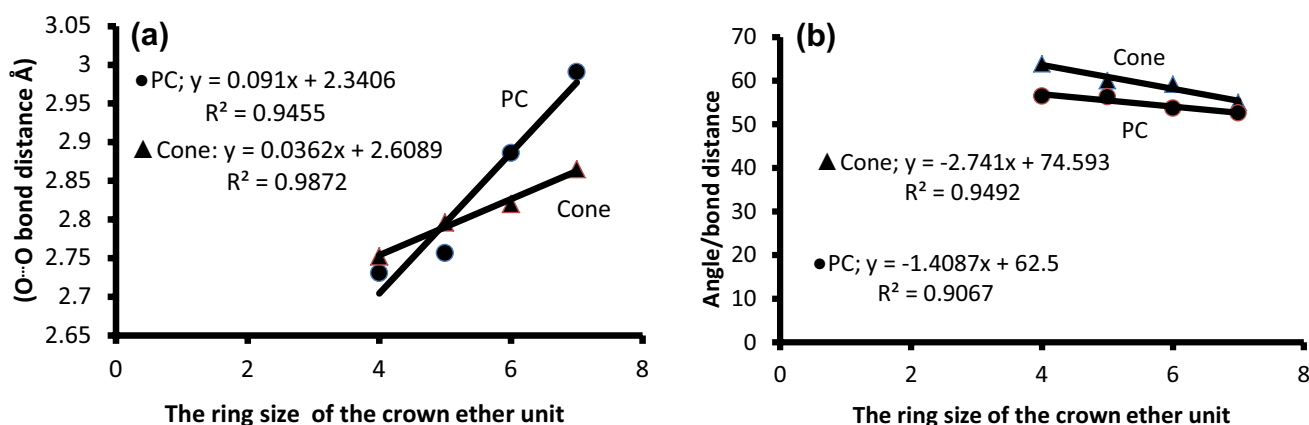 (a)
(O···O bond distance Å)
3.05
3
2.95
2.9
2.85
2.8
2.75
2.7
2.65
PC; y = 0.091x + 2.3406
R² = 0.9455
Cone: y = 0.0362x + 2.6089
R² = 0.9872
PC
Cone
0
2
4
6
8
The ring size of the crown ether unit
(b)
Angle/bond distance
70
60
50
40
30
20
10
0
Cone
PC
Cone; y = -2.741x + 74.593
R² = 0.9492
PC; y = -1.4087x + 62.5
R² = 0.9067
0
2
4
6
8
The ring size of the crown ether unit